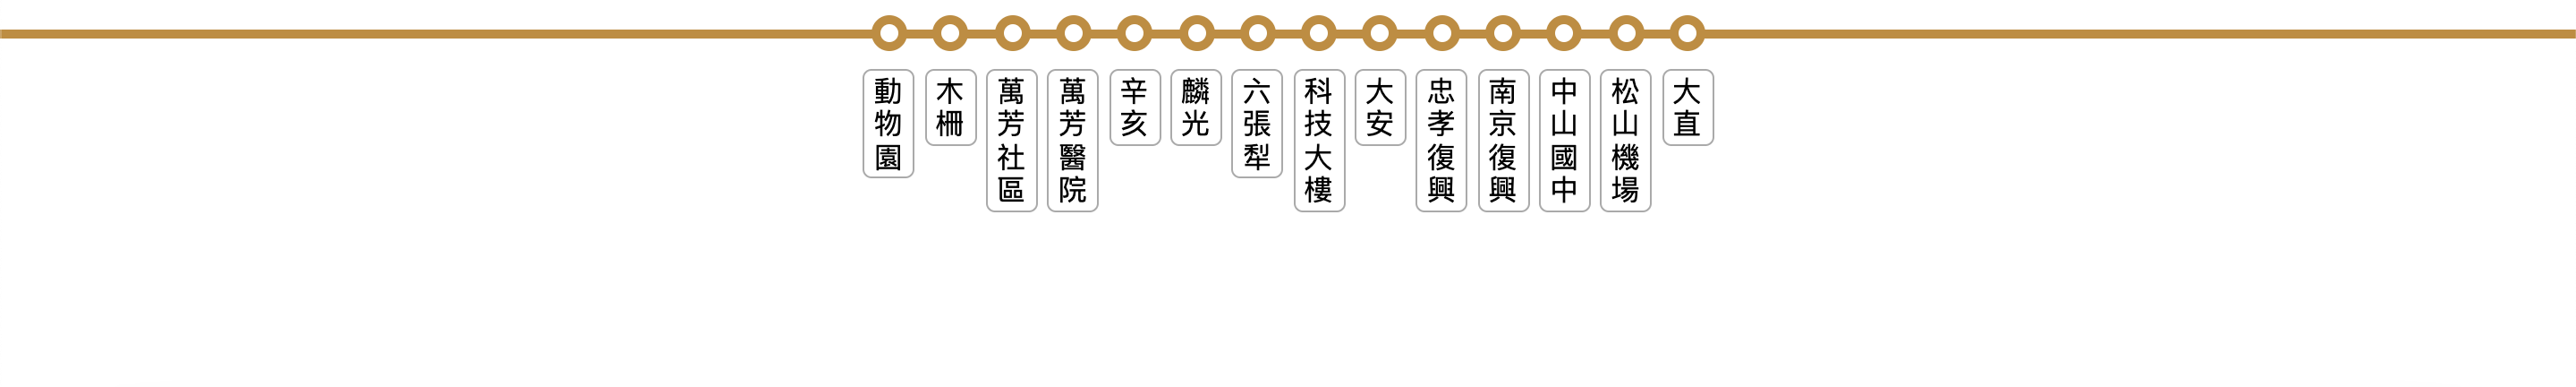 動物園
木柵
萬芳社區
萬芳醫院
辛亥
麟光
六張犁
科技大樓
大安
忠孝復興
南京復興
中山國中
松山機場
大直